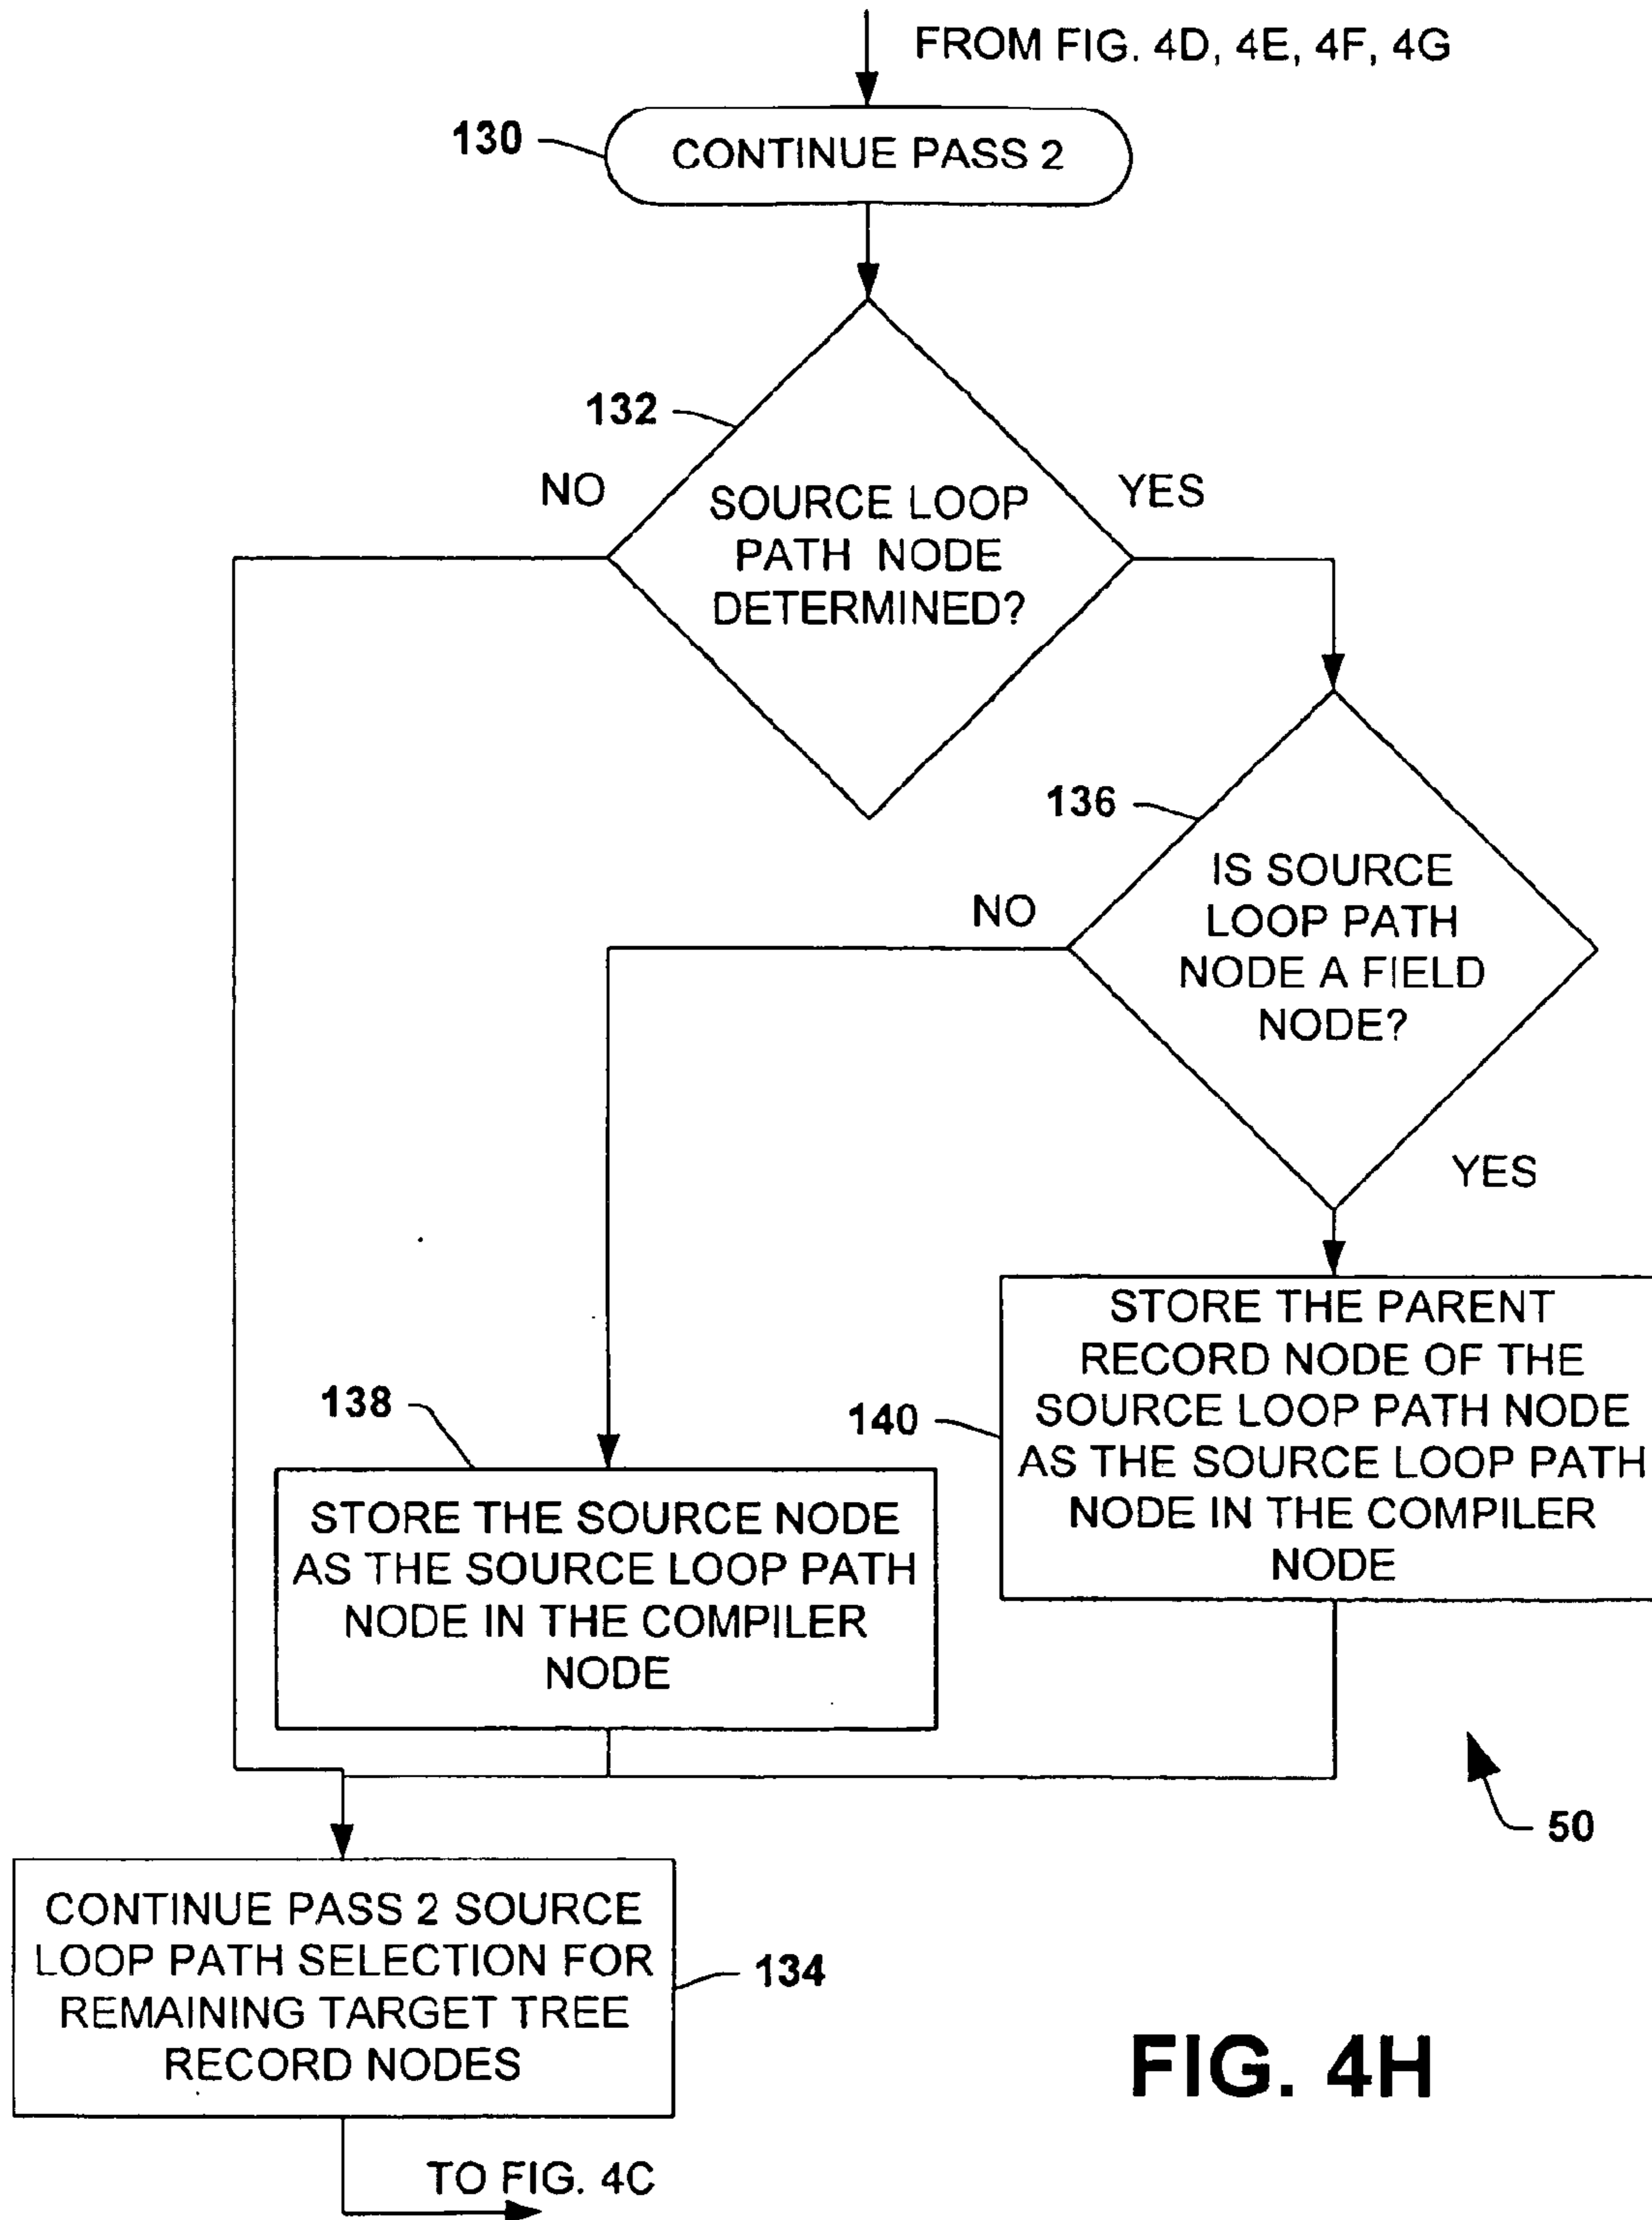 FROM FIG. 4D, 4E, 4F, 4G
130
CONTINUE PASS 2
132
NO
YES
SOURCE LOOP
PATH NODE
DETERMINED?
136
NO
IS SOURCE
LOOP PATH
NODE A FIELD
NODE?
YES
138
STORE THE SOURCE NODE
AS THE SOURCE LOOP PATH
NODE IN THE COMPILER
NODE
140
STORE THE PARENT
RECORD NODE OF THE
SOURCE LOOP PATH NODE
AS THE SOURCE LOOP PATH
NODE IN THE COMPILER
NODE
50
CONTINUE PASS 2 SOURCE
LOOP PATH SELECTION FOR
REMAINING TARGET TREE
RECORD NODES
134
TO FIG. 4C
FIG. 4H